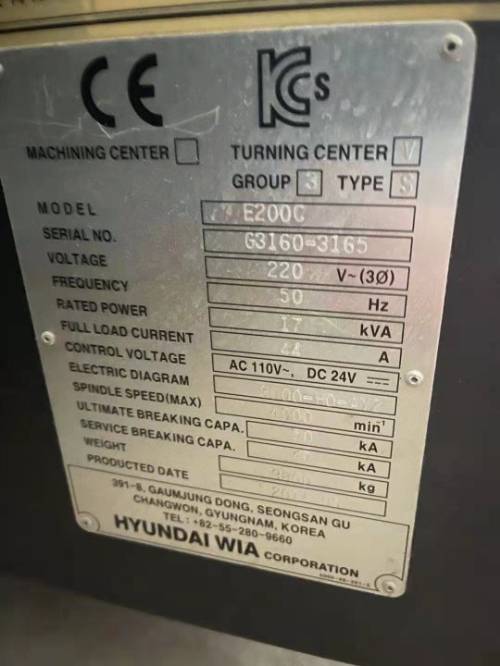 CE KCs
MACHINING CENTER TURNING CENTER V
GROUP 3 TYPE S
MODEL E200C
SERIAL NO. G3160-3165
VOLTAGE 220 V~(3Ø)
FREQUENCY 50 Hz
RATED POWER 17 kVA
FULL LOAD CURRENT 44 A
CONTROL VOLTAGE AC 110V~. DC 24V
ELECTRIC DIAGRAM
SPINDLE SPEED(MAX) min⁻¹
ULTIMATE BREAKING CAPA. kA
SERVICE BREAKING CAPA. kA
WEIGHT kg
PRODUCTED DATE
391-8, GAUMJUNG DONG, SEONGSAN GU
CHANGWON, GYUNGNAM, KOREA
TEL : +82-55-280-9660
HYUNDAI WIA CORPORATION